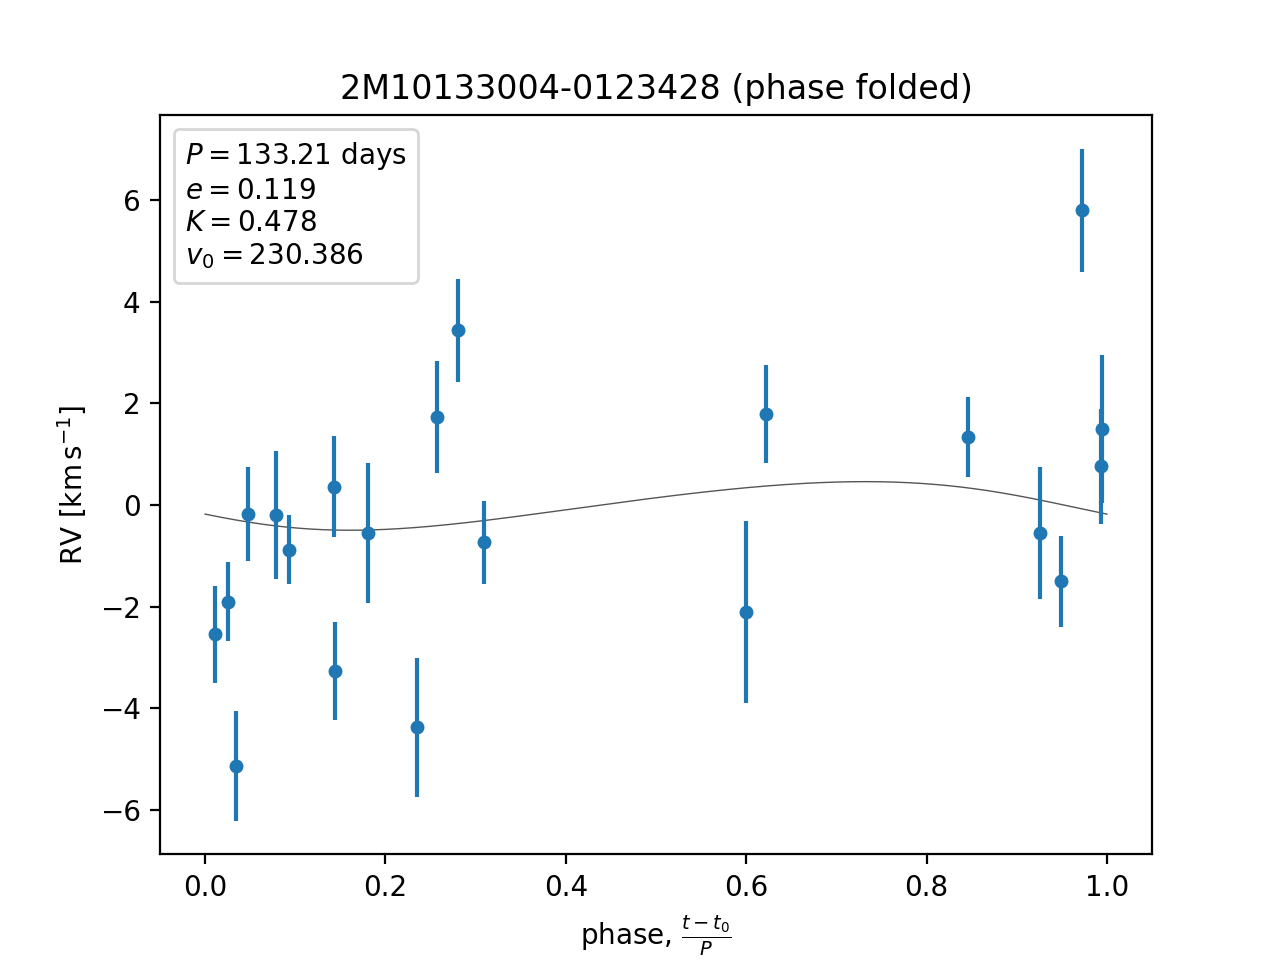 2M10133004-0123428 (phase folded)
P = 133.21 days
e = 0.119
K = 0.478
v₀ = 230.386
6
4
2
0
−2
−4
−6
RV [km s⁻¹]
0.0 0.2 0.4 0.6 0.8 1.0
phase, (t − t₀)/P